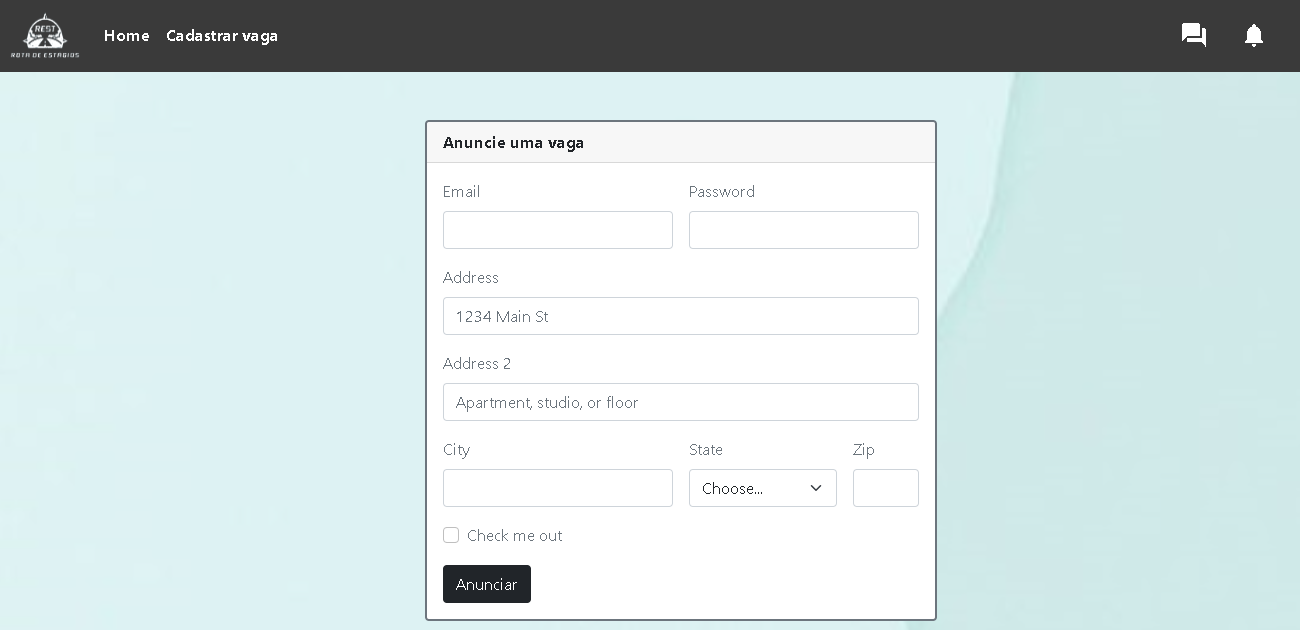 REST
ROTA DE ESTÁGIOS
Home Cadastrar vaga
Anuncie uma vaga
Email Password
Address
1234 Main St
Address 2
Apartment, studio, or floor
City State Zip
Choose...
Check me out
Anunciar